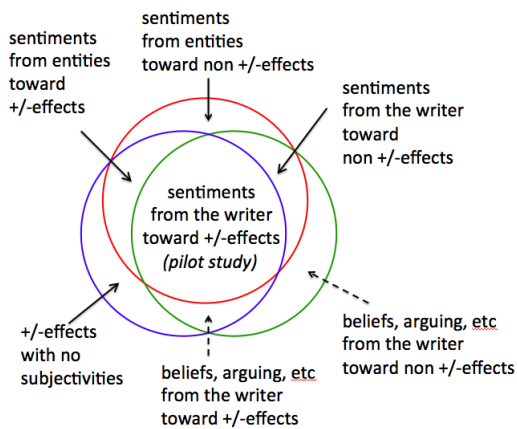 sentiments
from entities
toward
+/-effects
sentiments
from entities
toward non +/-effects
sentiments
from the writer
toward
non +/-effects
sentiments
from the writer
toward +/-effects
(pilot study)
+/-effects
with no
subjectivities
beliefs, arguing, etc
from the writer
toward +/-effects
beliefs, arguing, etc
from the writer
toward non +/-effects